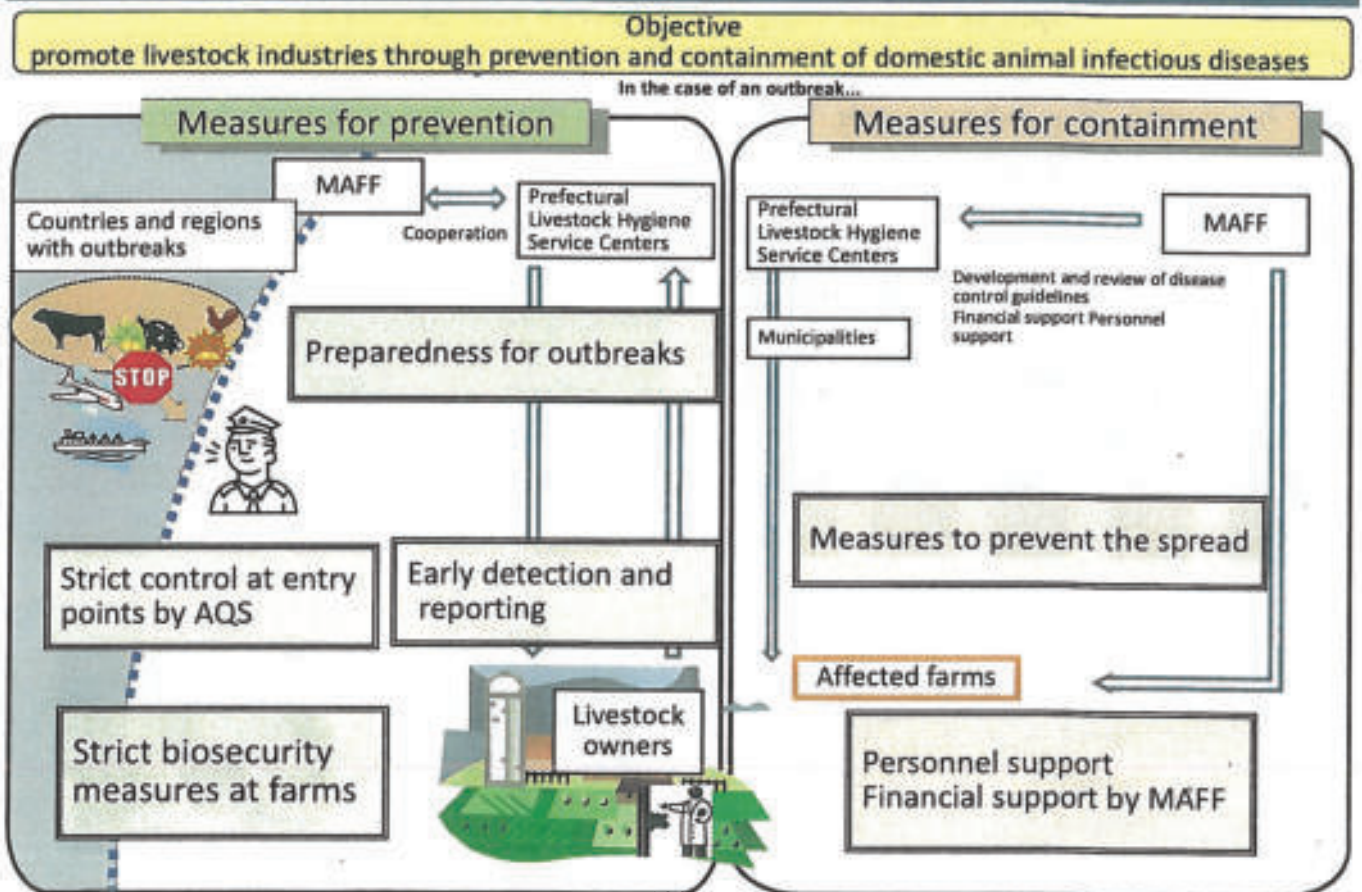 Objective
promote livestock industries through prevention and containment of domestic animal infectious diseases
In the case of an outbreak...
Measures for prevention
MAFF
Countries and regions
with outbreaks
Cooperation
Prefectural
Livestock Hygiene
Service Centers
STOP
Preparedness for outbreaks
Strict control at entry
points by AQS
Early detection and
reporting
Strict biosecurity
measures at farms
Livestock
owners
Measures for containment
Prefectural
Livestock Hygiene
Service Centers
MAFF
Development and review of disease
control guidelines
Financial support Personnel
support
Municipalities
Measures to prevent the spread
Affected farms
Personnel support
Financial support by MAFF